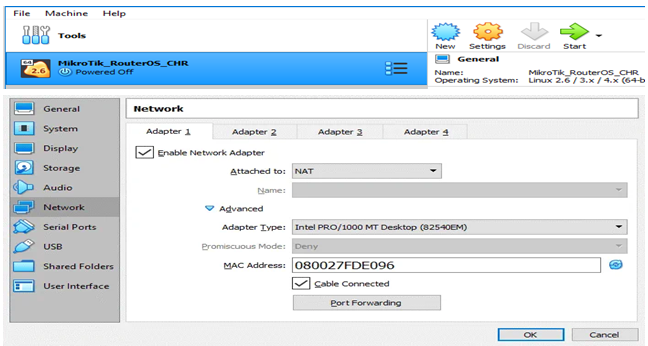 File Machine Help
Tools
New Settings Discard Start
MikroTik_RouterOS_CHR
Powered Off
64
2.6
General
Name: MikroTik_RouterOS_CHR
Operating System: Linux 2.6 / 3.x / 4.x (64-b
General
System
Display
Storage
Audio
Network
Serial Ports
USB
Shared Folders
User Interface
Network
Adapter 1 Adapter 2 Adapter 3 Adapter 4
Enable Network Adapter
Attached to: NAT
Name:
Advanced
Adapter Type: Intel PRO/1000 MT Desktop (82540EM)
Promiscuous Mode: Deny
MAC Address: 080027FDE096
Cable Connected
Port Forwarding
OK Cancel